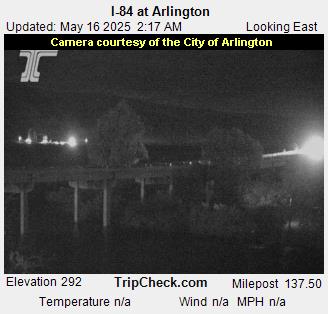 I-84 at Arlington
Updated: May 16 2025 2:17 AM Looking East
Camera courtesy of the City of Arlington
Elevation 292 TripCheck.com Milepost 137.50
Temperature n/a Wind n/a MPH n/a